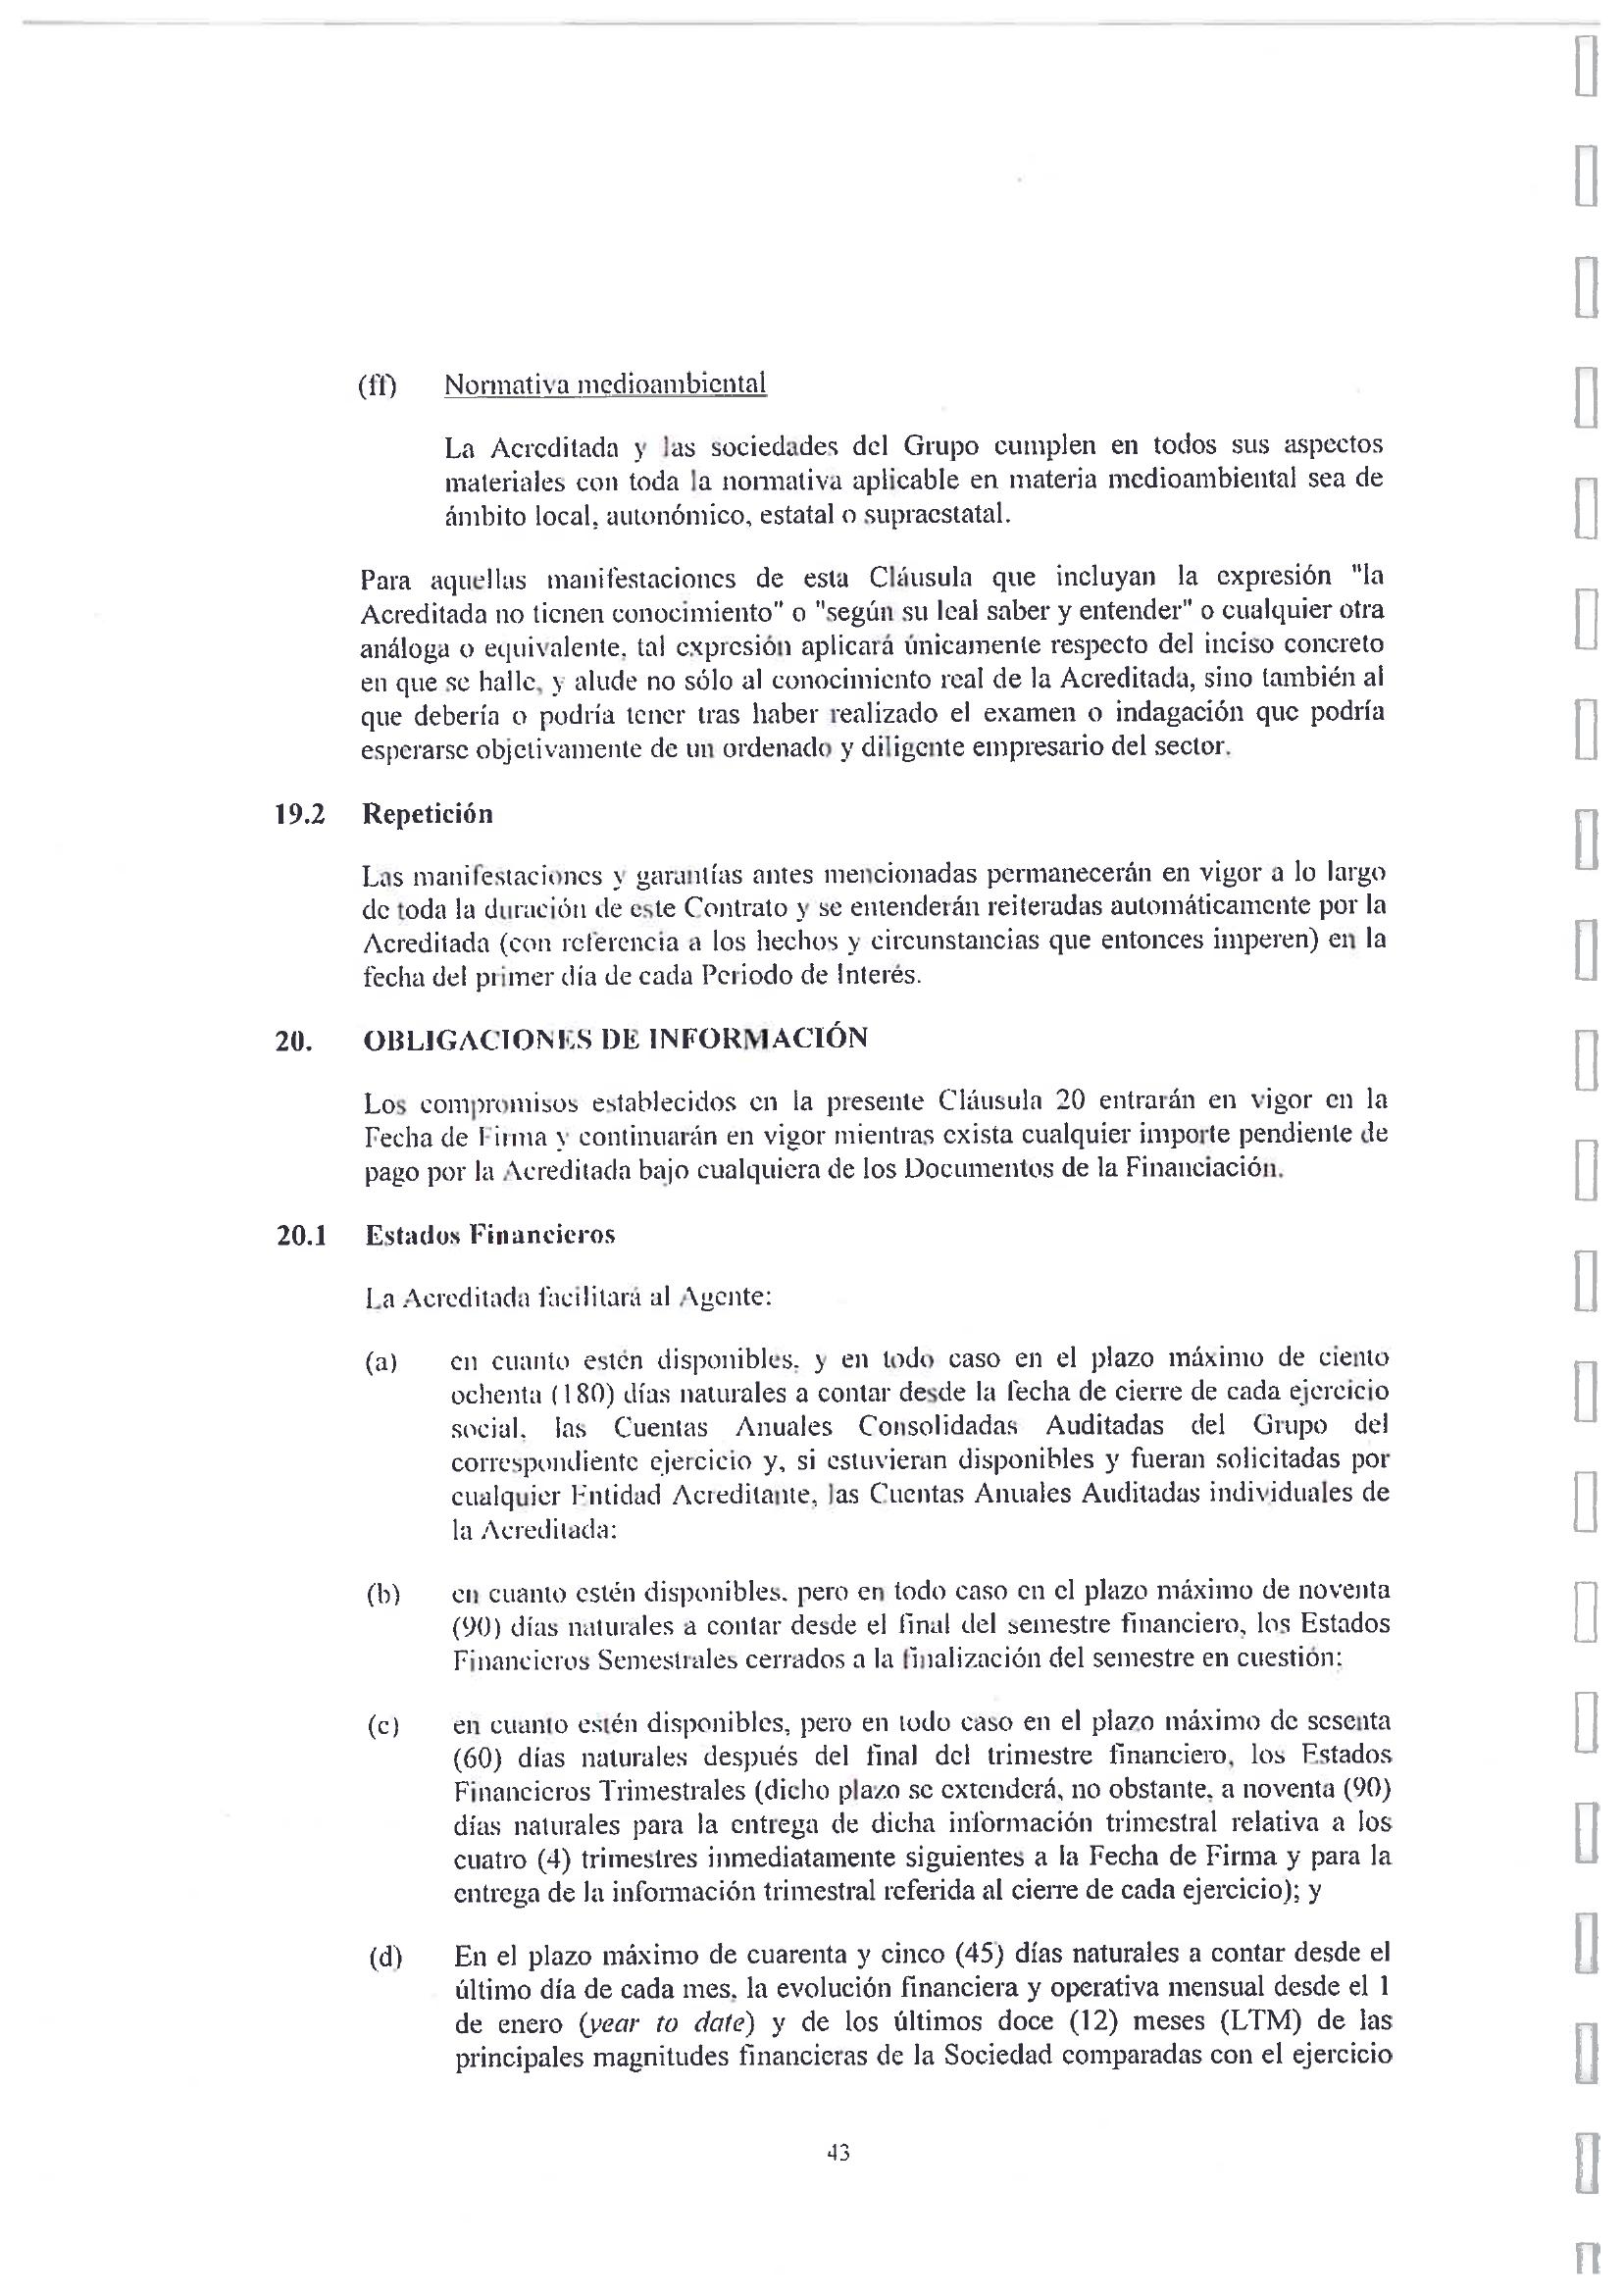 (ff) Normativa medioambiental
La Acreditada y las sociedades del Grupo cumplen en todos sus aspectos
materiales con toda la normativa aplicable en materia medioambiental sea de
ámbito local, autonómico, estatal o supraestatal.
Para aquellas manifestaciones de esta Cláusula que incluyan la expresión "la
Acreditada no tienen conocimiento" o "según su leal saber y entender" o cualquier otra
análoga o equivalente, tal expresión aplicará únicamente respecto del inciso concreto
en que se halle, y alude no sólo al conocimiento real de la Acreditada, sino también al
que debería o podría tener tras haber realizado el examen o indagación que podría
esperarse objetivamente de un ordenado y diligente empresario del sector.
19.2 Repetición
Las manifestaciones y garantías antes mencionadas permanecerán en vigor a lo largo
de toda la duración de este Contrato y se entenderán reiteradas automáticamente por la
Acreditada (con referencia a los hechos y circunstancias que entonces imperen) en la
fecha del primer día de cada Periodo de Interés.
20. OBLIGACIONES DE INFORMACIÓN
Los compromisos establecidos en la presente Cláusula 20 entrarán en vigor en la
Fecha de Firma y continuarán en vigor mientras exista cualquier importe pendiente de
pago por la Acreditada bajo cualquiera de los Documentos de la Financiación.
20.1 Estados Financieros
La Acreditada facilitará al Agente:
(a) en cuanto estén disponibles, y en todo caso en el plazo máximo de ciento
ochenta (180) días naturales a contar desde la fecha de cierre de cada ejercicio
social, las Cuentas Anuales Consolidadas Auditadas del Grupo del
correspondiente ejercicio y, si estuvieran disponibles y fueran solicitadas por
cualquier Entidad Acreditante, las Cuentas Anuales Auditadas individuales de
la Acreditada;
(b) en cuanto estén disponibles, pero en todo caso en el plazo máximo de noventa
(90) días naturales a contar desde el final del semestre financiero, los Estados
Financieros Semestrales cerrados a la finalización del semestre en cuestión;
(c) en cuanto estén disponibles, pero en todo caso en el plazo máximo de sesenta
(60) días naturales después del final del trimestre financiero, los Estados
Financieros Trimestrales (dicho plazo se extenderá, no obstante, a noventa (90)
días naturales para la entrega de dicha información trimestral relativa a los
cuatro (4) trimestres inmediatamente siguientes a la Fecha de Firma y para la
entrega de la información trimestral referida al cierre de cada ejercicio); y
(d) En el plazo máximo de cuarenta y cinco (45) días naturales a contar desde el
último día de cada mes, la evolución financiera y operativa mensual desde el 1
de enero (year to date) y de los últimos doce (12) meses (LTM) de las
principales magnitudes financieras de la Sociedad comparadas con el ejercicio
43